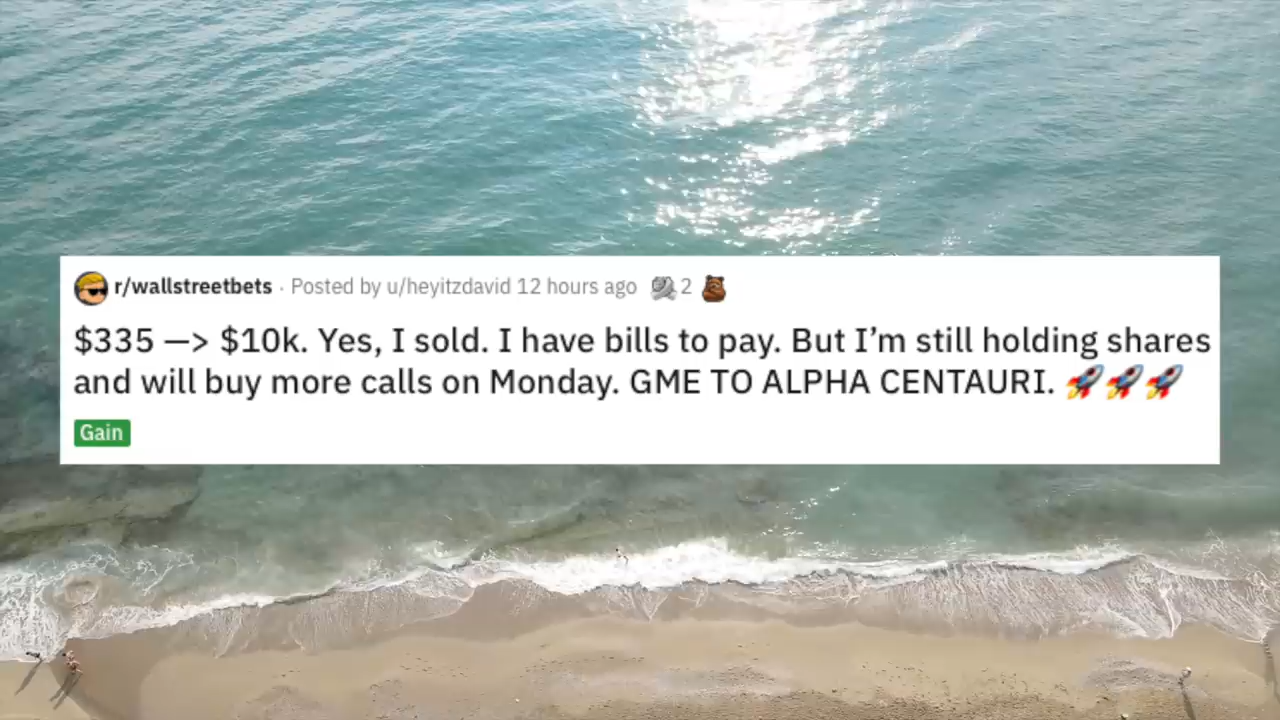 r/wallstreetbets · Posted by u/heyitzdavid 12 hours ago 2
$335 —> $10k. Yes, I sold. I have bills to pay. But I’m still holding shares
and will buy more calls on Monday. GME TO ALPHA CENTAURI. 🚀🚀🚀
Gain